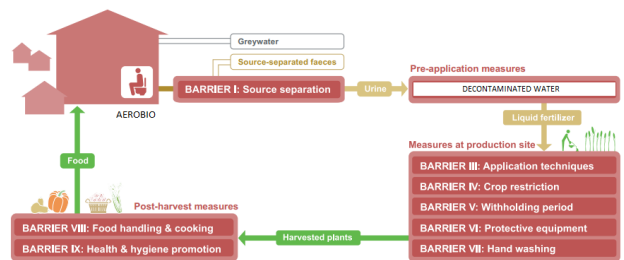 Greywater
Source-separated faeces
Pre-application measures
BARRIER I: Source separation
Urine
DECONTAMINATED WATER
AEROBIO
Liquid fertilizer
Measures at production site
Food
BARRIER III: Application techniques
BARRIER IV: Crop restriction
Post-harvest measures
BARRIER V: Withholding period
BARRIER VIII: Food handling & cooking
BARRIER VI: Protective equipment
Harvested plants
BARRIER IX: Health & hygiene promotion
BARRIER VII: Hand washing